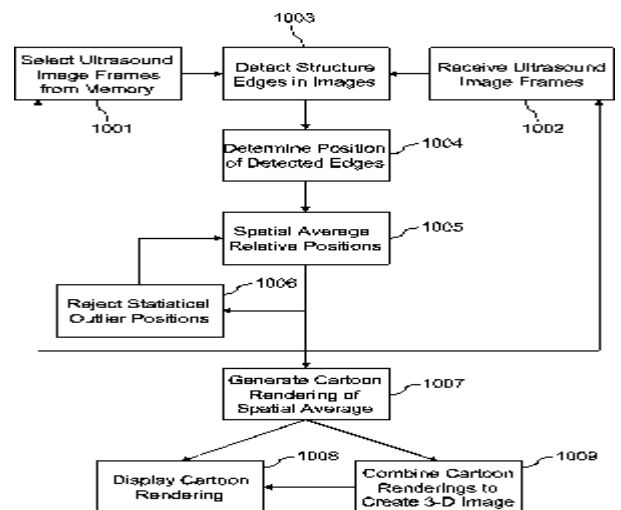 1003
Select Ultrasound
Image Frames
from Memory
1001
Detect Structure
Edges in Images
Receive Ultrasound
Image Frames
1002
Determine Position
of Detected Edges
1004
Spatial Average
Relative Positions
1005
1006
Reject Statistical
Outlier Positions
Generate Cartoon
Rendering of
Spatial Average
1007
1008
Display Cartoon
Rendering
1009
Combine Cartoon
Renderings to
Create 3-D Image